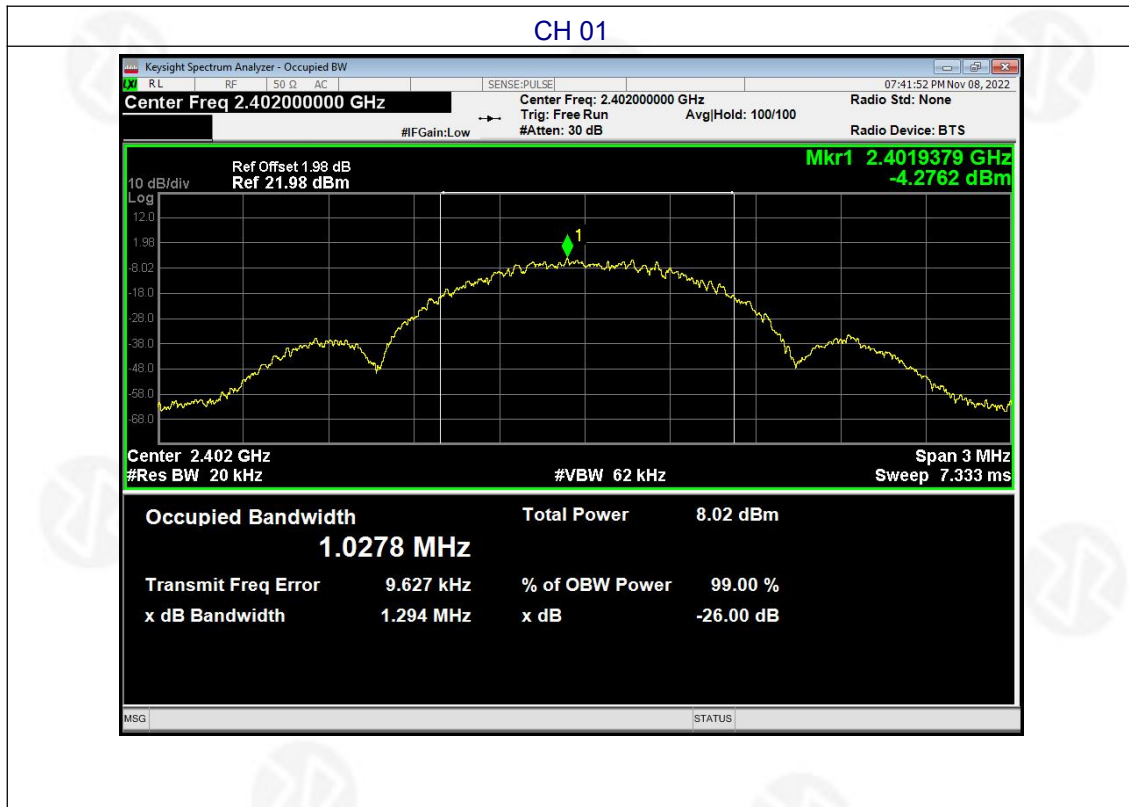 CH 01
Keysight Spectrum Analyzer - Occupied BW
LXI RL RF 50 Ω AC SENSE:PULSE 07:41:52 PM Nov 08, 2022
Center Freq 2.402000000 GHz Center Freq: 2.402000000 GHz Radio Std: None
Trig: Free Run Avg|Hold: 100/100
#IFGain:Low #Atten: 30 dB Radio Device: BTS
Mkr1 2.4019379 GHz
-4.2762 dBm
Ref Offset 1.98 dB
10 dB/div Ref 21.98 dBm
Log
12.0
1
1.98
-8.02
-18.0
-28.0
-38.0
-48.0
-58.0
-68.0
Center 2.402 GHz Span 3 MHz
#Res BW 20 kHz #VBW 62 kHz Sweep 7.333 ms
Occupied Bandwidth Total Power 8.02 dBm
1.0278 MHz
Transmit Freq Error 9.627 kHz % of OBW Power 99.00 %
x dB Bandwidth 1.294 MHz x dB -26.00 dB
MSG STATUS